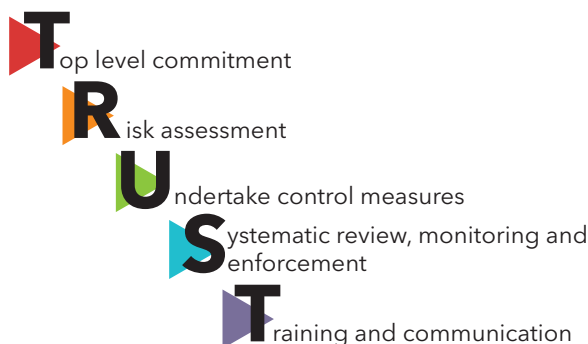 Top level commitment
Risk assessment
Undertake control measures
Systematic review, monitoring and
enforcement
Training and communication